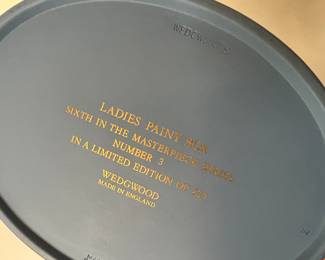 WEDGWOOD
LADIES PAINT BOX
SIXTH IN THE MASTERPIECE SERIES
NUMBER 3
IN A LIMITED EDITION OF
WEDGWOOD
MADE IN ENGLAND